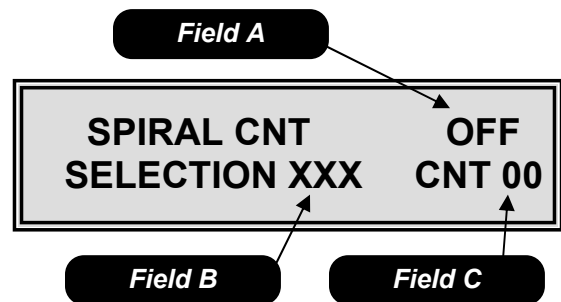 Field A
SPIRAL CNT OFF
SELECTION XXX CNT 00
Field B Field C